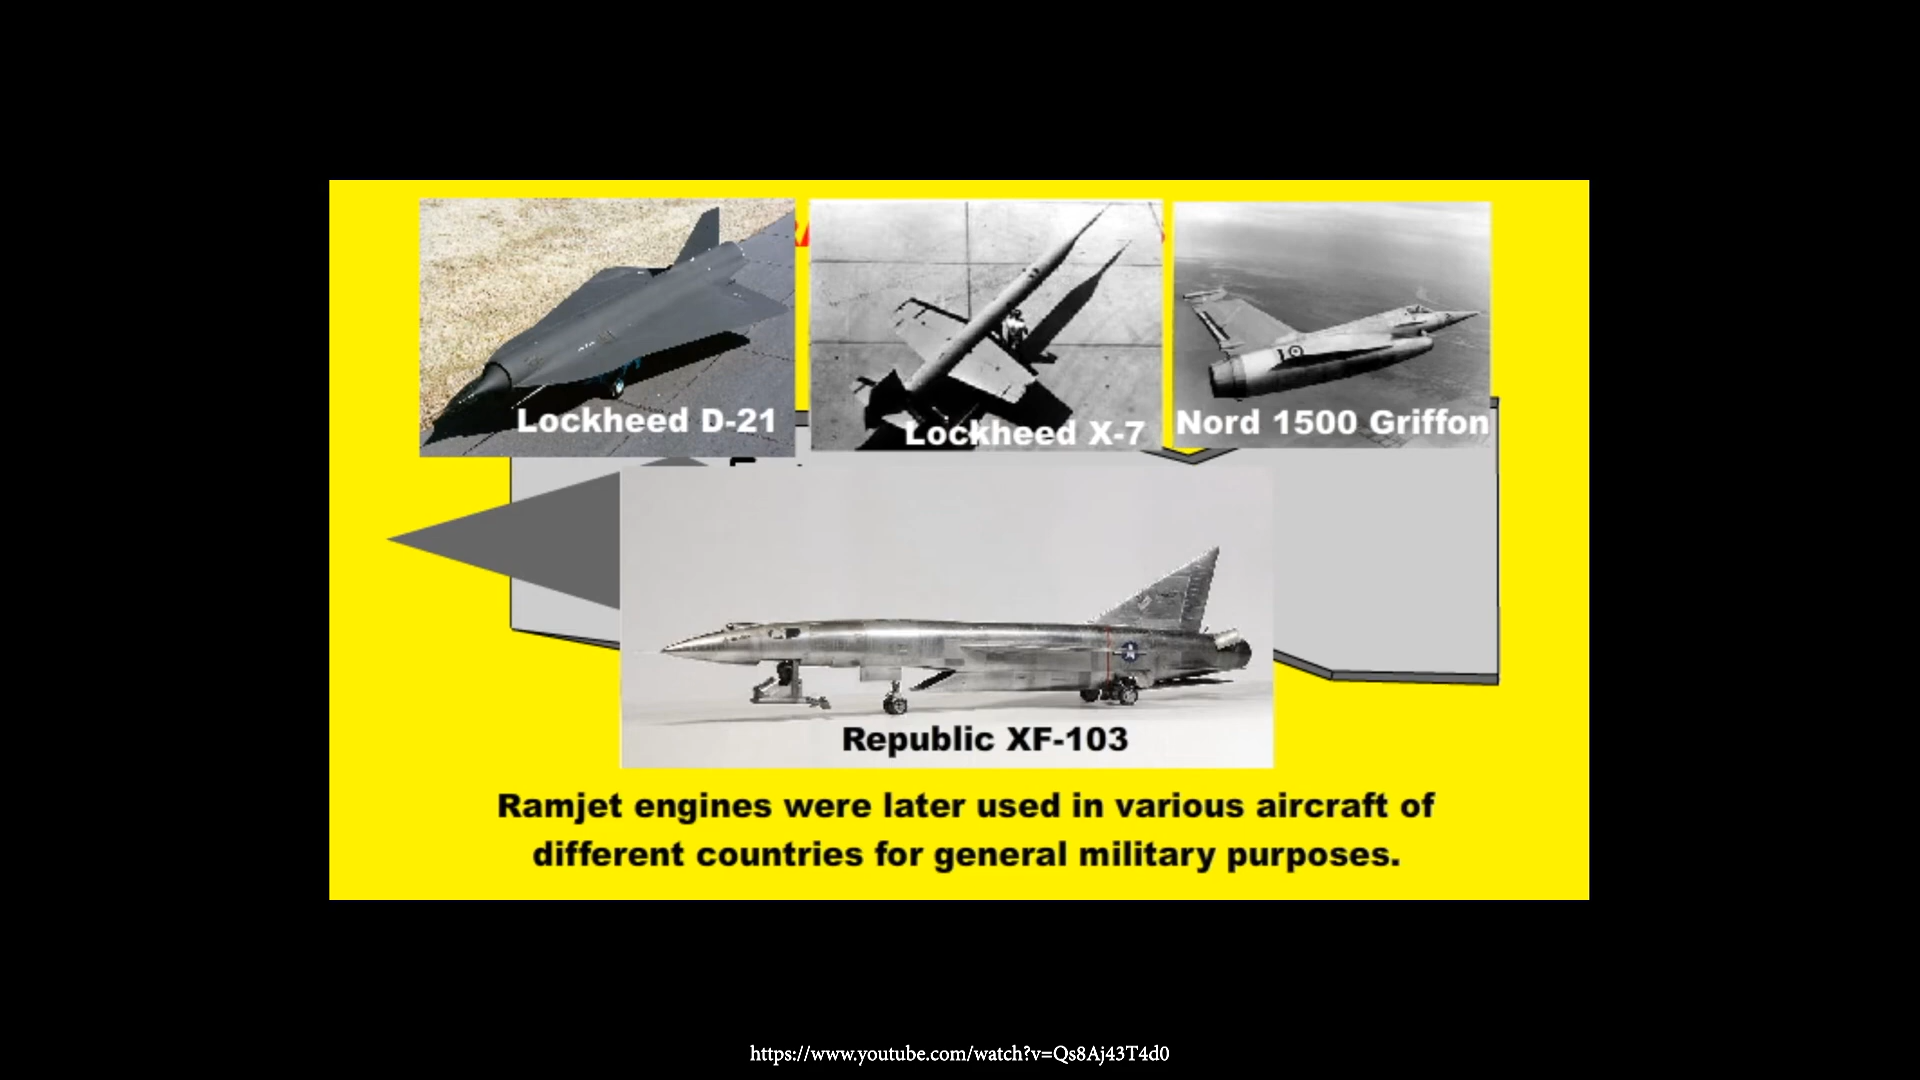 Lockheed D-21
Lockheed X-7
Nord 1500 Griffon
Republic XF-103
Ramjet engines were later used in various aircraft of
different countries for general military purposes.
https://www.youtube.com/watch?v=Qs8Aj43T4d0